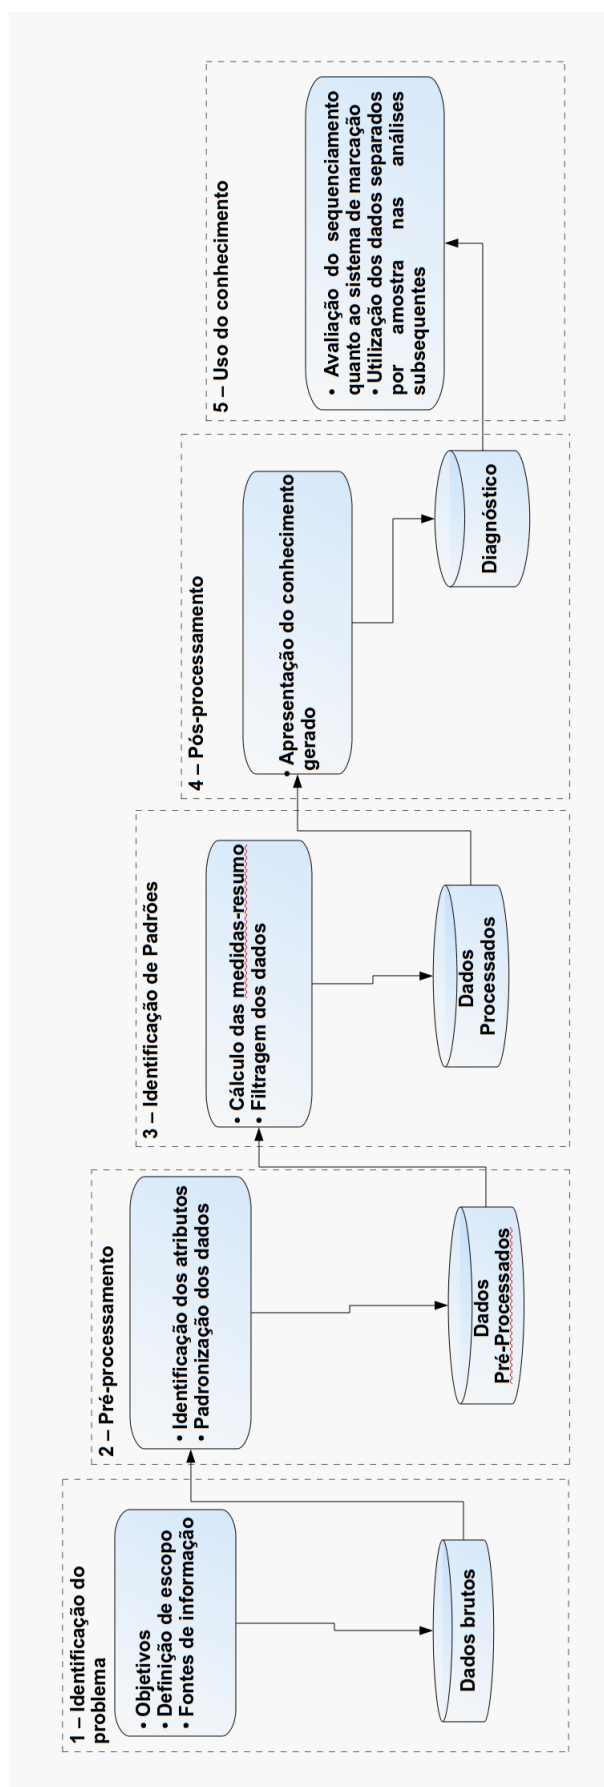 1 – Identificação do
problema
• Objetivos
• Definição de escopo
• Fontes de informação
Dados brutos
2 – Pré-processamento
• Identificação dos atributos
• Padronização dos dados
Dados
Pré-Processados
3 – Identificação de Padrões
• Cálculo das medidas-resumo
• Filtragem dos dados
Dados
Processados
4 – Pós-processamento
• Apresentação do conhecimento
gerado
Diagnóstico
5 – Uso do conhecimento
• Avaliação do sequenciamento
quanto ao sistema de marcação
• Utilização dos dados separados
por amostra nas análises
subsequentes